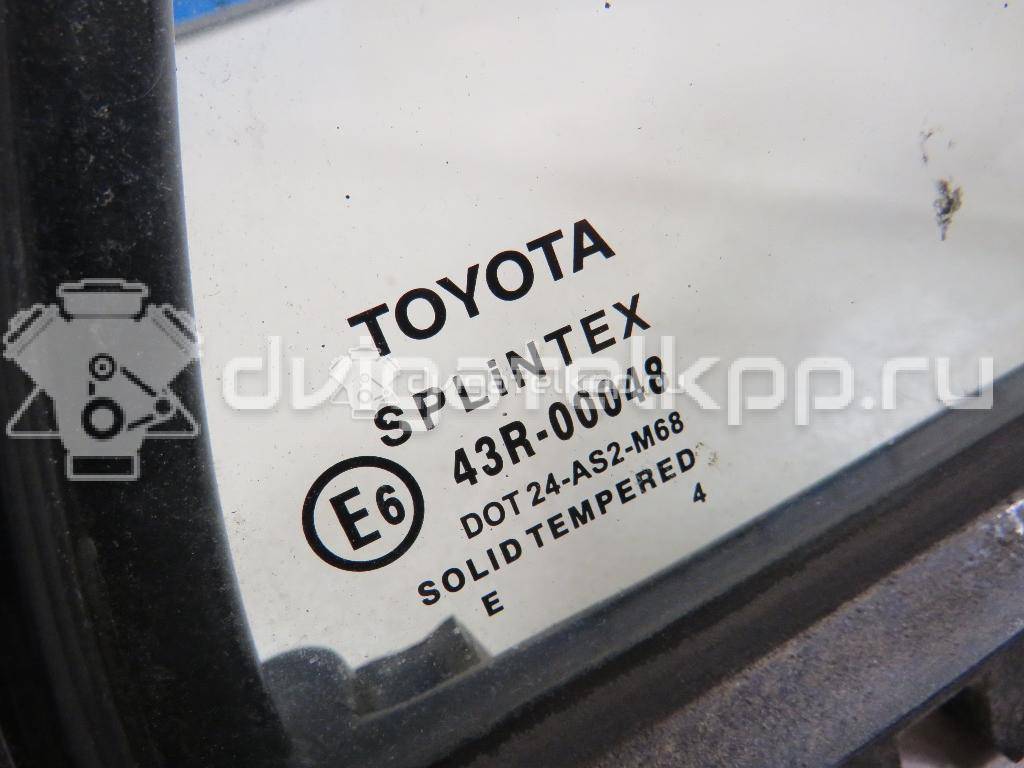 TOYOTA
SPLiNTEX
43R-00048
E6
DOT 24-AS2-M68
SOLID TEMPERED
E 4
dvigatelkpp.ru